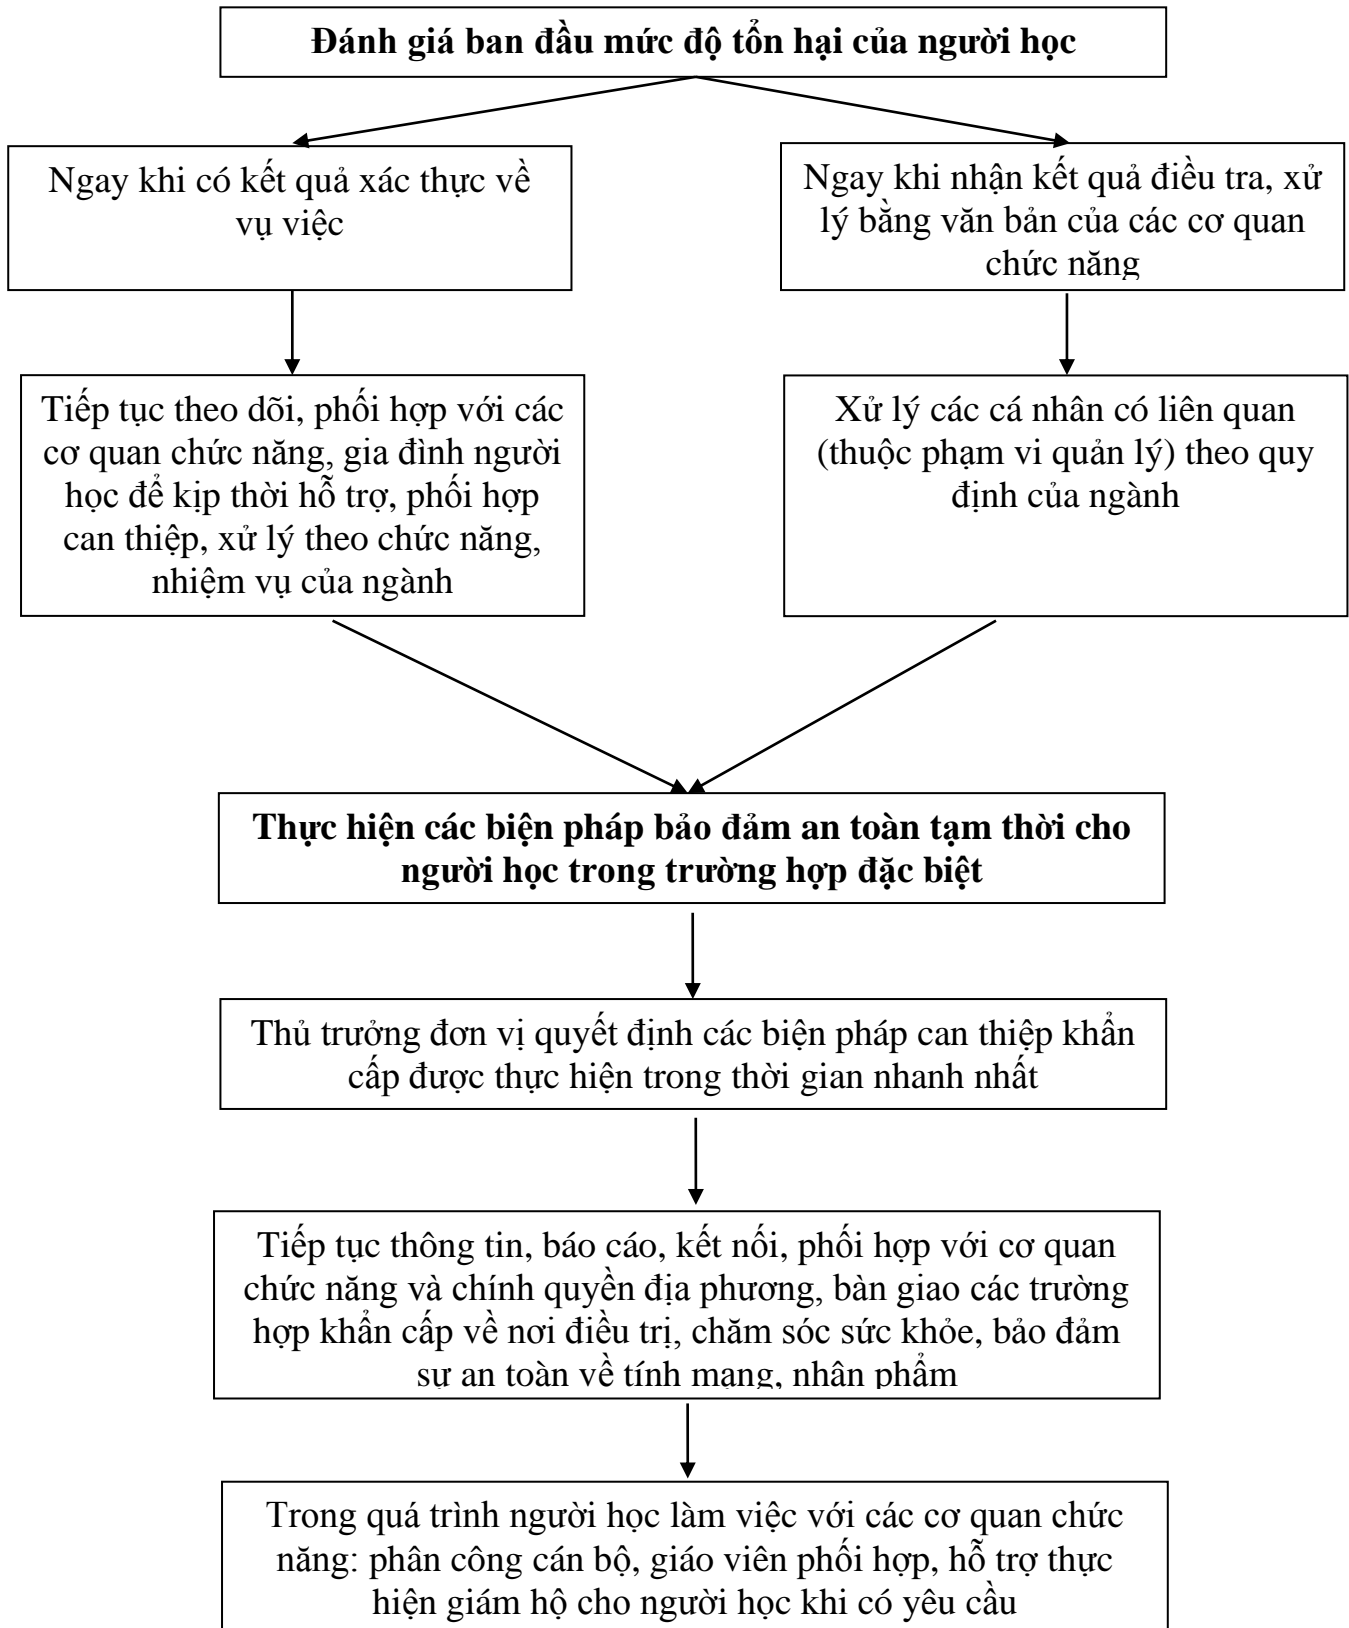 Đánh giá ban đầu mức độ tổn hại của người học
Ngay khi có kết quả xác thực về
vụ việc
Ngay khi nhận kết quả điều tra, xử
lý bằng văn bản của các cơ quan
chức năng
Tiếp tục theo dõi, phối hợp với các
cơ quan chức năng, gia đình người
học để kịp thời hỗ trợ, phối hợp
can thiệp, xử lý theo chức năng,
nhiệm vụ của ngành
Xử lý các cá nhân có liên quan
(thuộc phạm vi quản lý) theo quy
định của ngành
Thực hiện các biện pháp bảo đảm an toàn tạm thời cho
người học trong trường hợp đặc biệt
Thủ trưởng đơn vị quyết định các biện pháp can thiệp khẩn
cấp được thực hiện trong thời gian nhanh nhất
Tiếp tục thông tin, báo cáo, kết nối, phối hợp với cơ quan
chức năng và chính quyền địa phương, bàn giao các trường
hợp khẩn cấp về nơi điều trị, chăm sóc sức khỏe, bảo đảm
sự an toàn về tính mạng, nhân phẩm
Trong quá trình người học làm việc với các cơ quan chức
năng: phân công cán bộ, giáo viên phối hợp, hỗ trợ thực
hiện giám hộ cho người học khi có yêu cầu